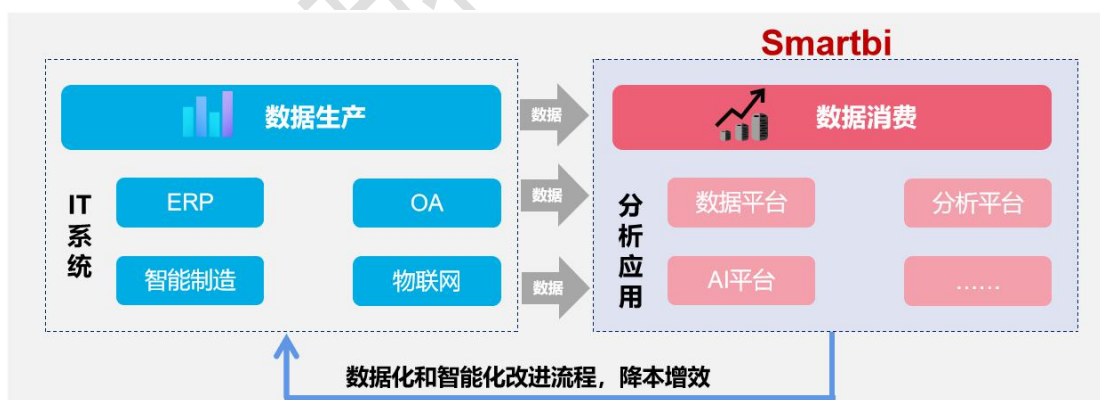 Smartbi
数据生产
数据
数据消费
IT系统
ERP
OA
数据
分析应用
数据平台
分析平台
智能制造
物联网
数据
AI平台
……
数据化和智能化改进流程，降本增效